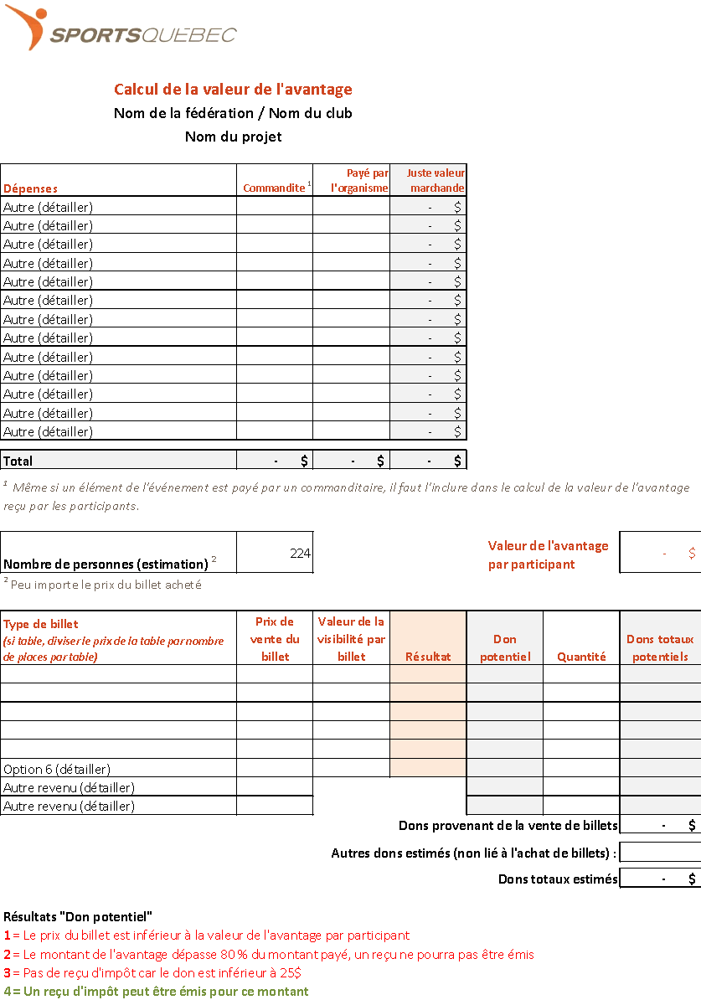 SPORTSQUÉBEC
Calcul de la valeur de l'avantage
Nom de la fédération / Nom du club
Nom du projet
Dépenses Commandite 1 Payé par l'organisme Juste valeur marchande
Autre (détailler) - $
Autre (détailler) - $
Autre (détailler) - $
Autre (détailler) - $
Autre (détailler) - $
Autre (détailler) - $
Autre (détailler) - $
Autre (détailler) - $
Autre (détailler) - $
Autre (détailler) - $
Autre (détailler) - $
Autre (détailler) - $
Autre (détailler) - $
Total - $ - $ - $
1 Même si un élément de l'événement est payé par un commanditaire, il faut l'inclure dans le calcul de la valeur de l'avantage
reçu par les participants.
Nombre de personnes (estimation) 2 224
Valeur de l'avantage
par participant - $
2 Peu importe le prix du billet acheté
Type de billet
(si table, diviser le prix de la table par nombre
de places par table)
Prix de
vente du
billet
Valeur de la
visibilité par
billet
Résultat
Don
potentiel
Quantité
Dons totaux
potentiels
Option 6 (détailler)
Autre revenu (détailler)
Autre revenu (détailler)
Dons provenant de la vente de billets - $
Autres dons estimés (non lié à l'achat de billets) :
Dons totaux estimés - $
Résultats "Don potentiel"
1 = Le prix du billet est inférieur à la valeur de l'avantage par participant
2 = Le montant de l'avantage dépasse 80 % du montant payé, un reçu ne pourra pas être émis
3 = Pas de reçu d'impôt car le don est inférieur à 25$
4 = Un reçu d'impôt peut être émis pour ce montant